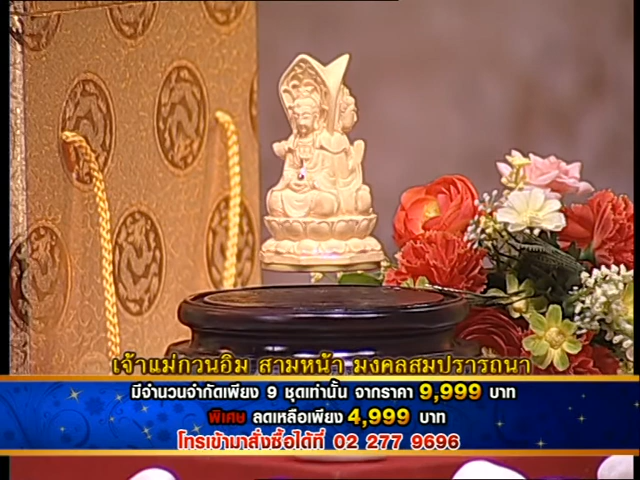 เจ้าแม่กวนอิม สามหน้า มงคลสมปรารถนา
มีจำนวนจำกัดเพียง 9 ชุดเท่านั้น จากราคา 9,999 บาท
พิเศษ ลดเหลือเพียง 4,999 บาท
โทรเข้ามาสั่งซื้อได้ที่ 02 277 9696